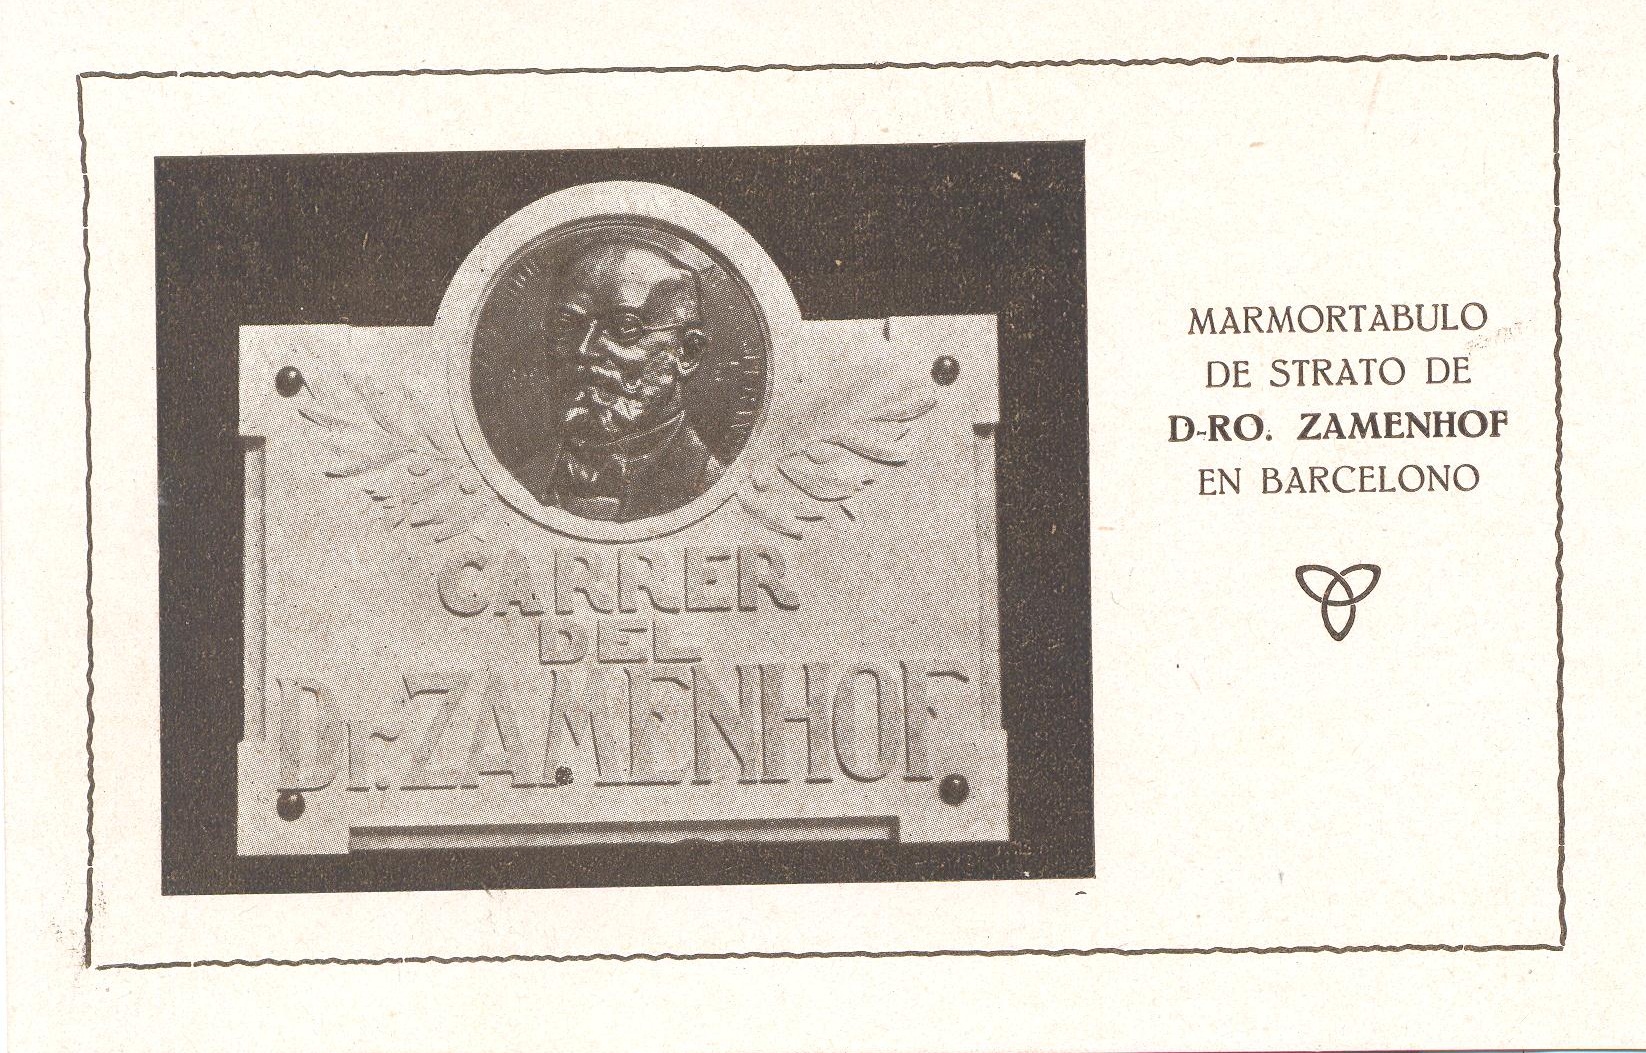 CARRER
DEL
Dr. ZAMENHOF
MARMORTABULO
DE STRATO DE
D-RO. ZAMENHOF
EN BARCELONO